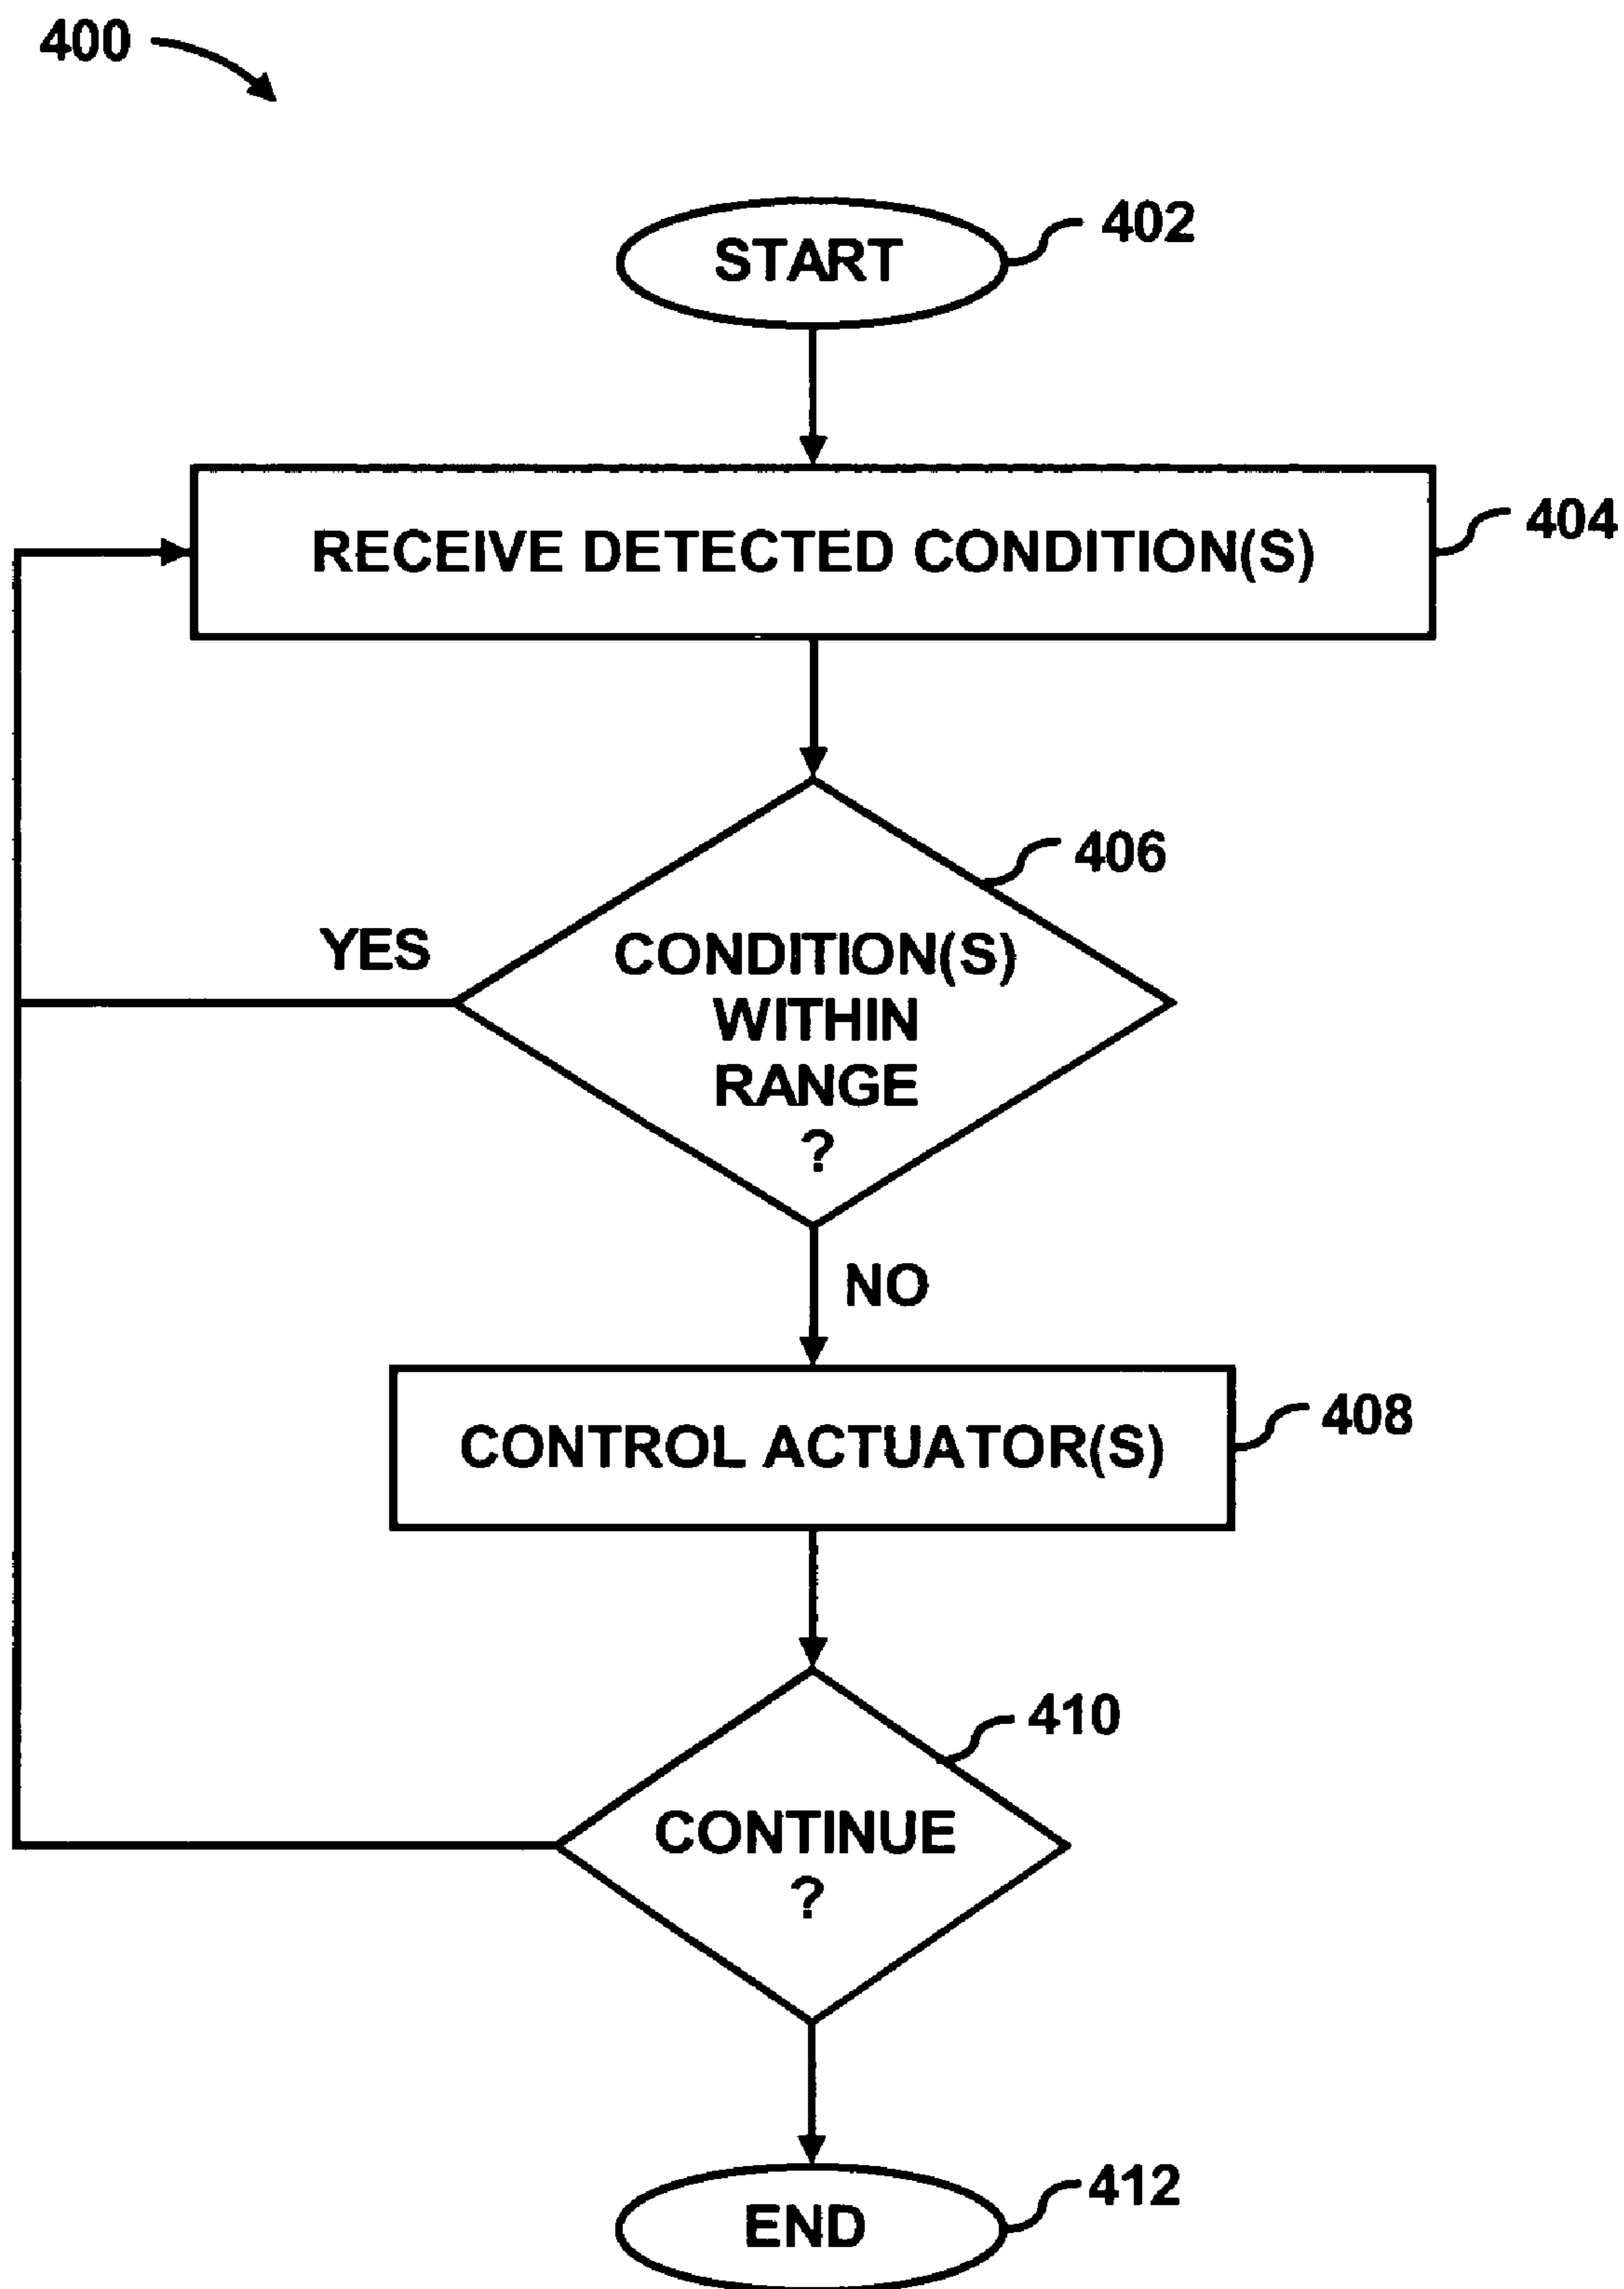 400
START
402
RECEIVE DETECTED CONDITION(S)
404
406
YES
CONDITION(S)
WITHIN
RANGE
?
NO
CONTROL ACTUATOR(S)
408
410
CONTINUE
?
END
412